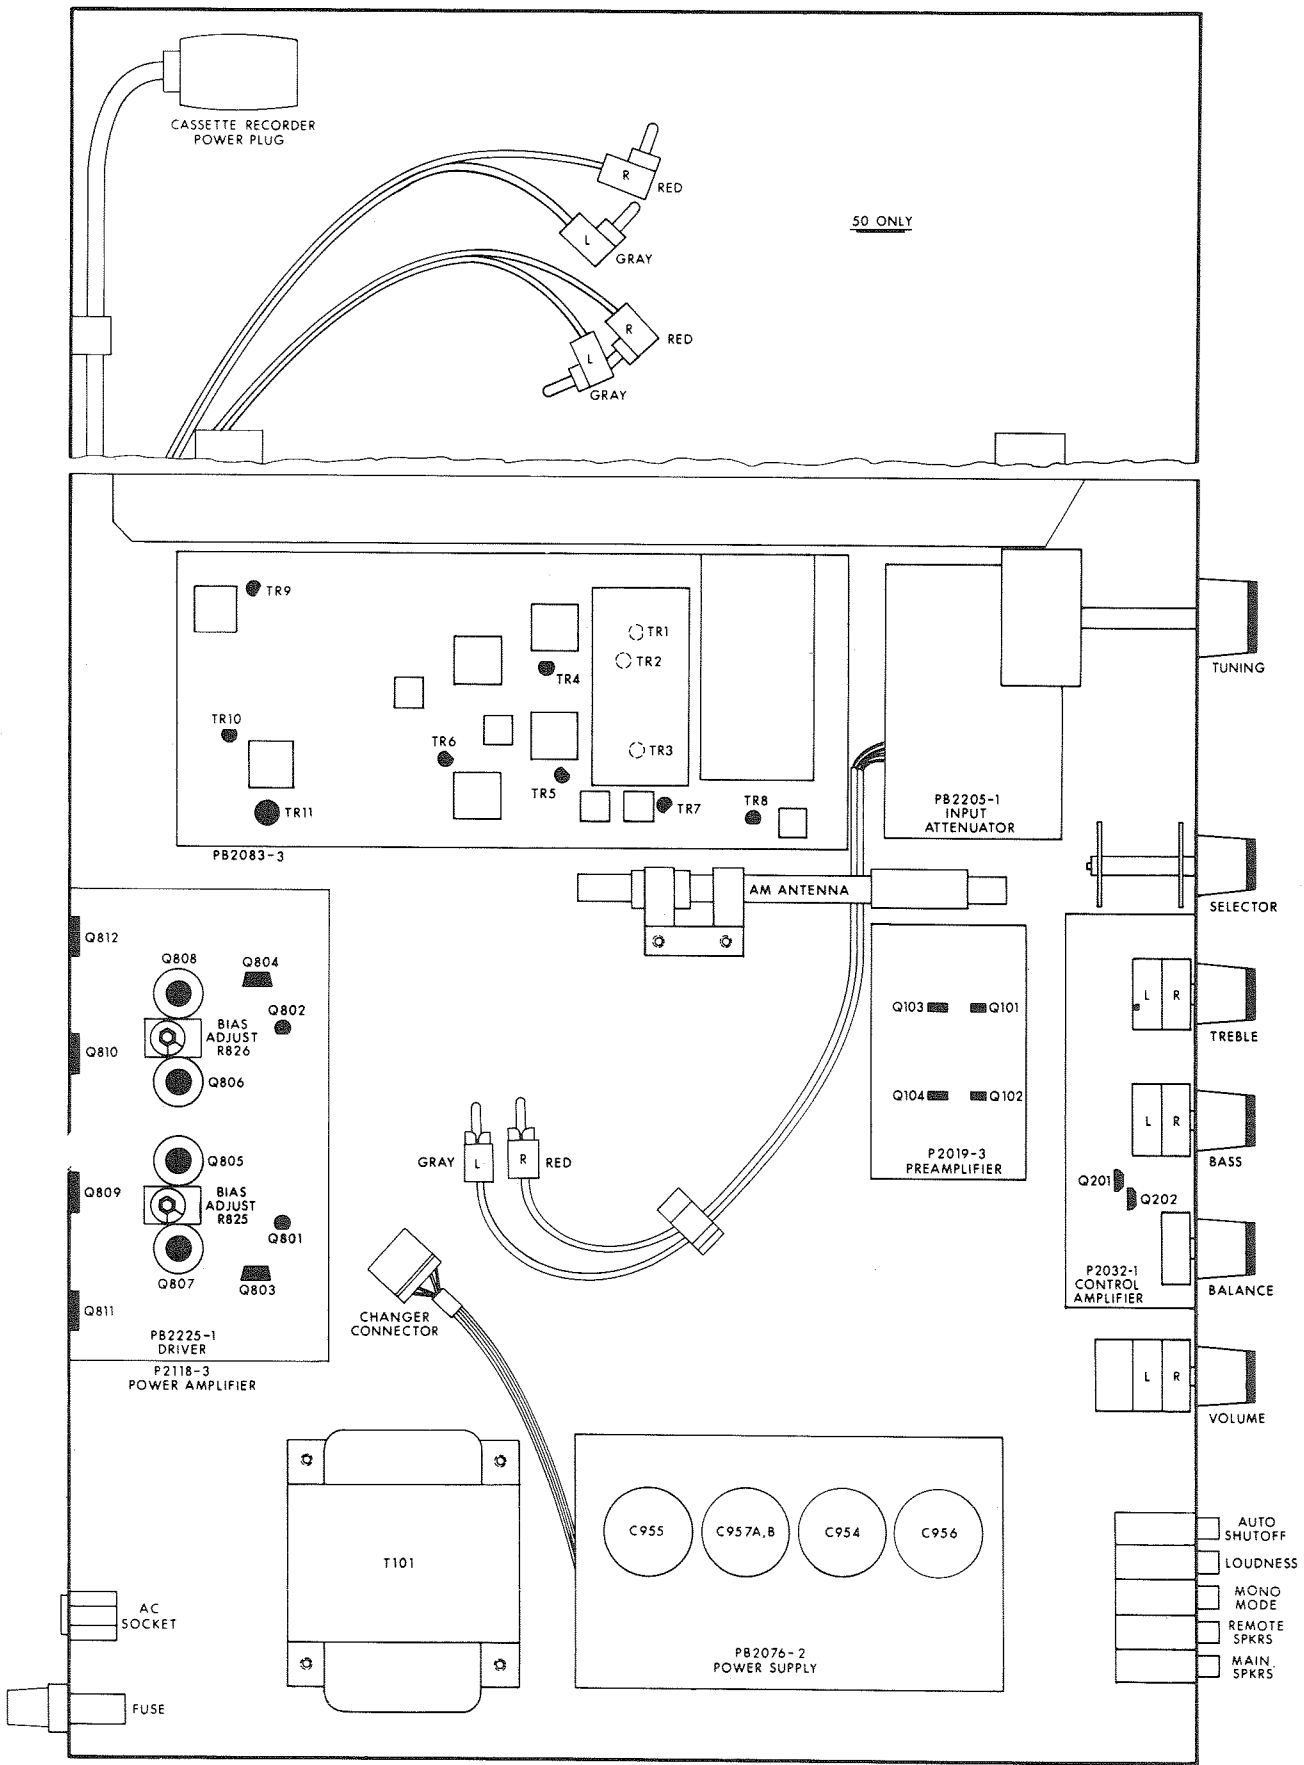 CASSETTE RECORDER
POWER PLUG
R
RED
L
GRAY
50 ONLY
R
RED
L
GRAY
TR9
TR1
TR2
TR4
TUNING
TR10
TR6
TR3
TR5
TR7
TR8
TR11
PB2205-1
INPUT
ATTENUATOR
PB2083-3
AM ANTENNA
SELECTOR
Q812
Q808
Q804
Q802
BIAS
ADJUST
R826
Q810
Q806
Q103
Q101
L R
TREBLE
Q104
Q102
L R
BASS
P2019-3
PREAMPLIFIER
GRAY
L
R
RED
Q805
Q809
BIAS
ADJUST
R825
Q801
Q807
Q803
Q811
PB2225-1
DRIVER
P2118-3
POWER AMPLIFIER
Q201
Q202
P2032-1
CONTROL
AMPLIFIER
BALANCE
CHANGER
CONNECTOR
L R
VOLUME
T101
C955
C957A,B
C954
C956
PB2076-2
POWER SUPPLY
AUTO
SHUTOFF
LOUDNESS
MONO
MODE
REMOTE
SPKRS
MAIN
SPKRS
AC
SOCKET
FUSE